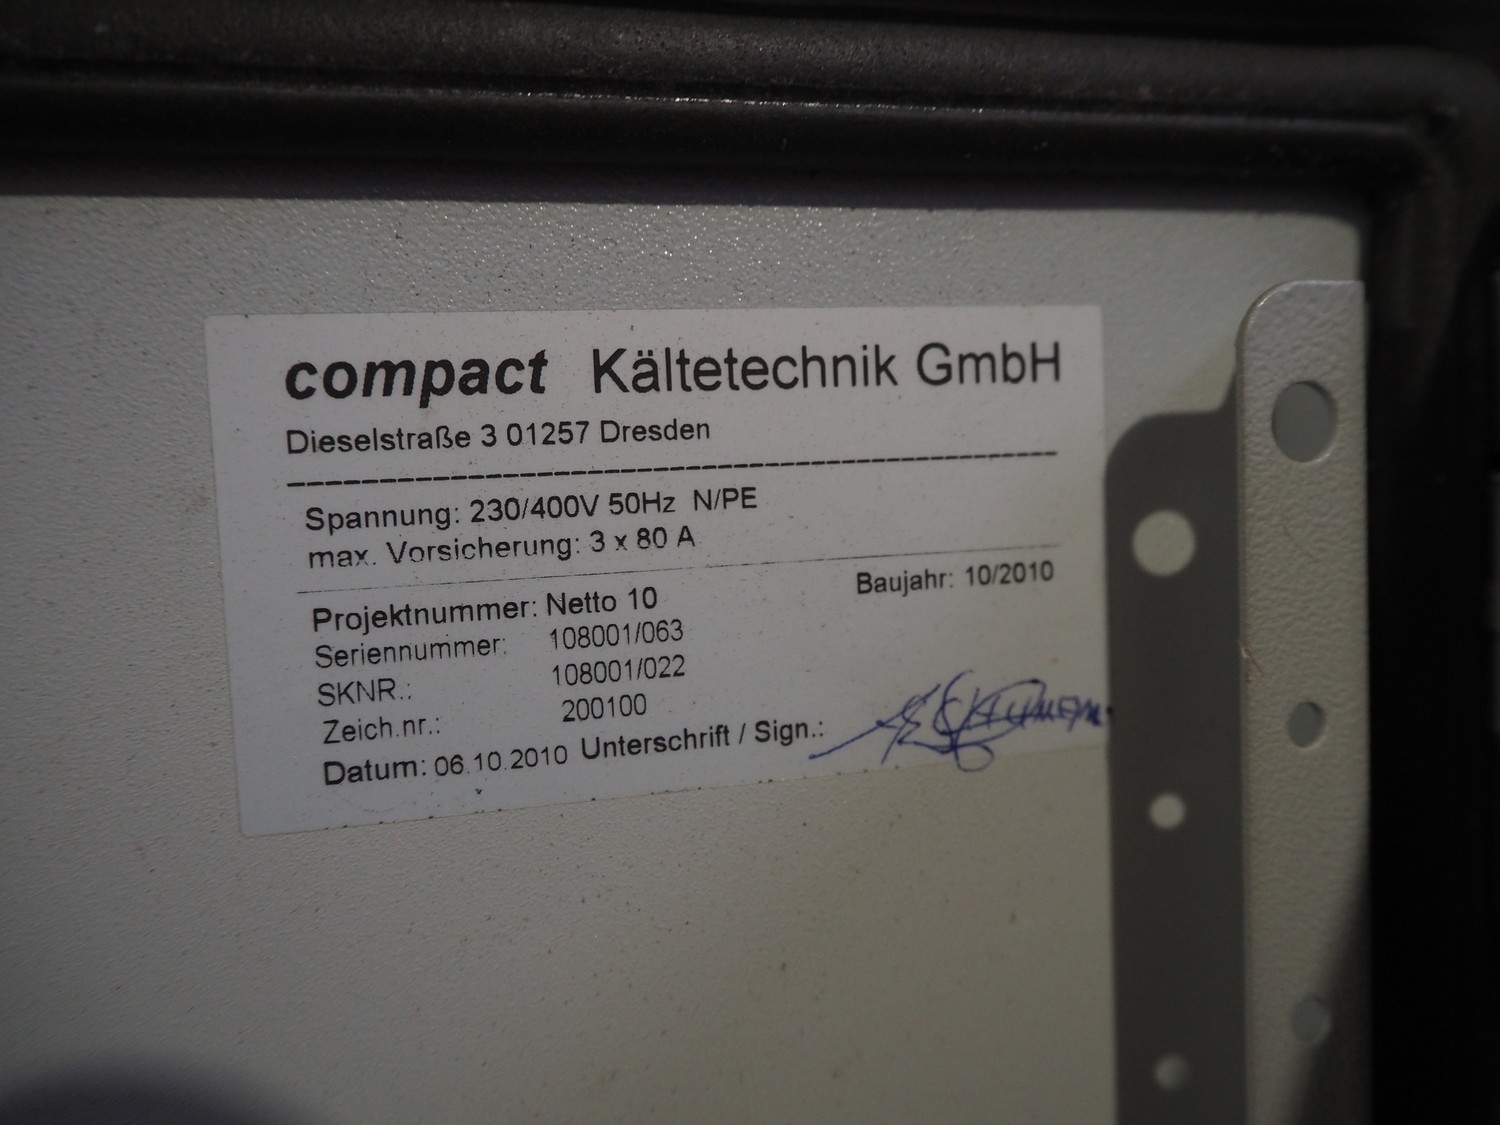 compact Kältetechnik GmbH
Dieselstraße 3 01257 Dresden
Spannung: 230/400V 50Hz N/PE
max. Vorsicherung: 3 x 80 A
Projektnummer: Netto 10 Baujahr: 10/2010
Seriennummer: 108001/063
SKNR.: 108001/022
Zeich.nr.: 200100
Datum: 06.10.2010 Unterschrift / Sign.: